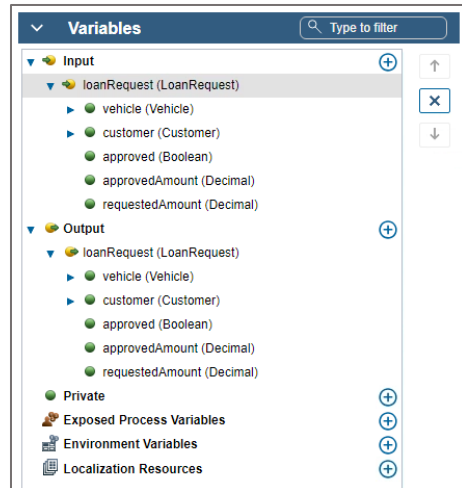 Variables
Type to filter
Input
loanRequest (LoanRequest)
vehicle (Vehicle)
customer (Customer)
approved (Boolean)
approvedAmount (Decimal)
requestedAmount (Decimal)
Output
loanRequest (LoanRequest)
vehicle (Vehicle)
customer (Customer)
approved (Boolean)
approvedAmount (Decimal)
requestedAmount (Decimal)
Private
Exposed Process Variables
Environment Variables
Localization Resources